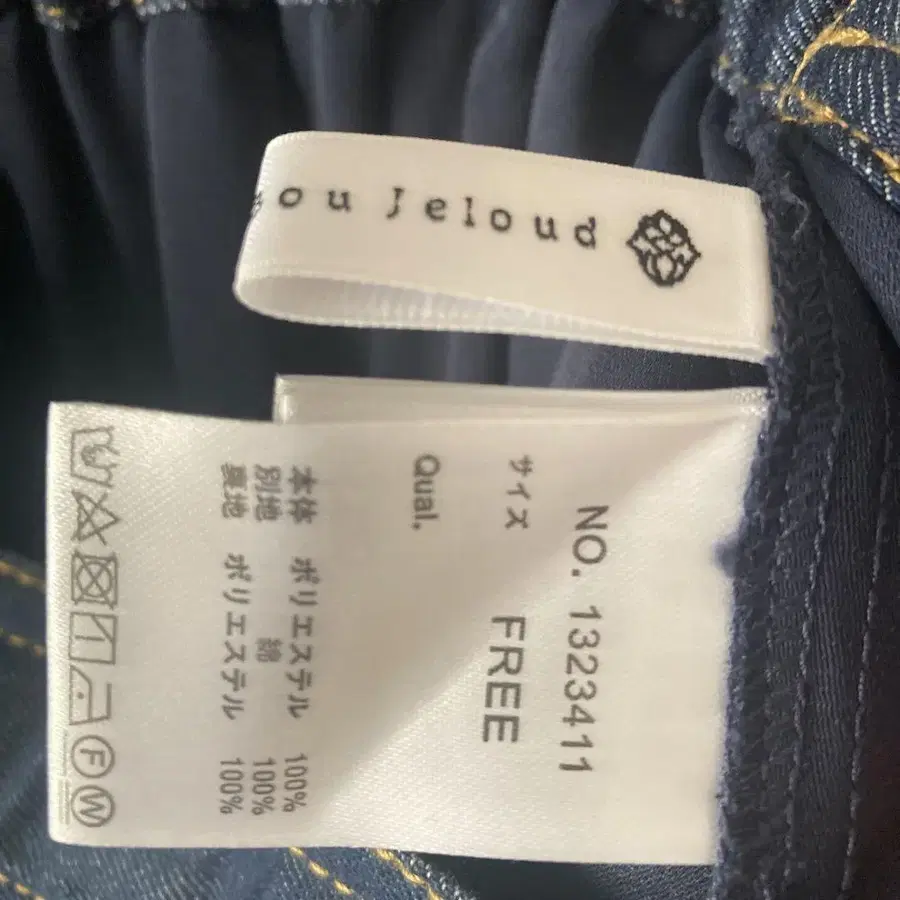 ou Jeloud
NO. 1323411
サイズ FREE
Qual.
本体 ポリエステル 100%
別地 綿 100%
裏地 ポリエステル 100%
F W